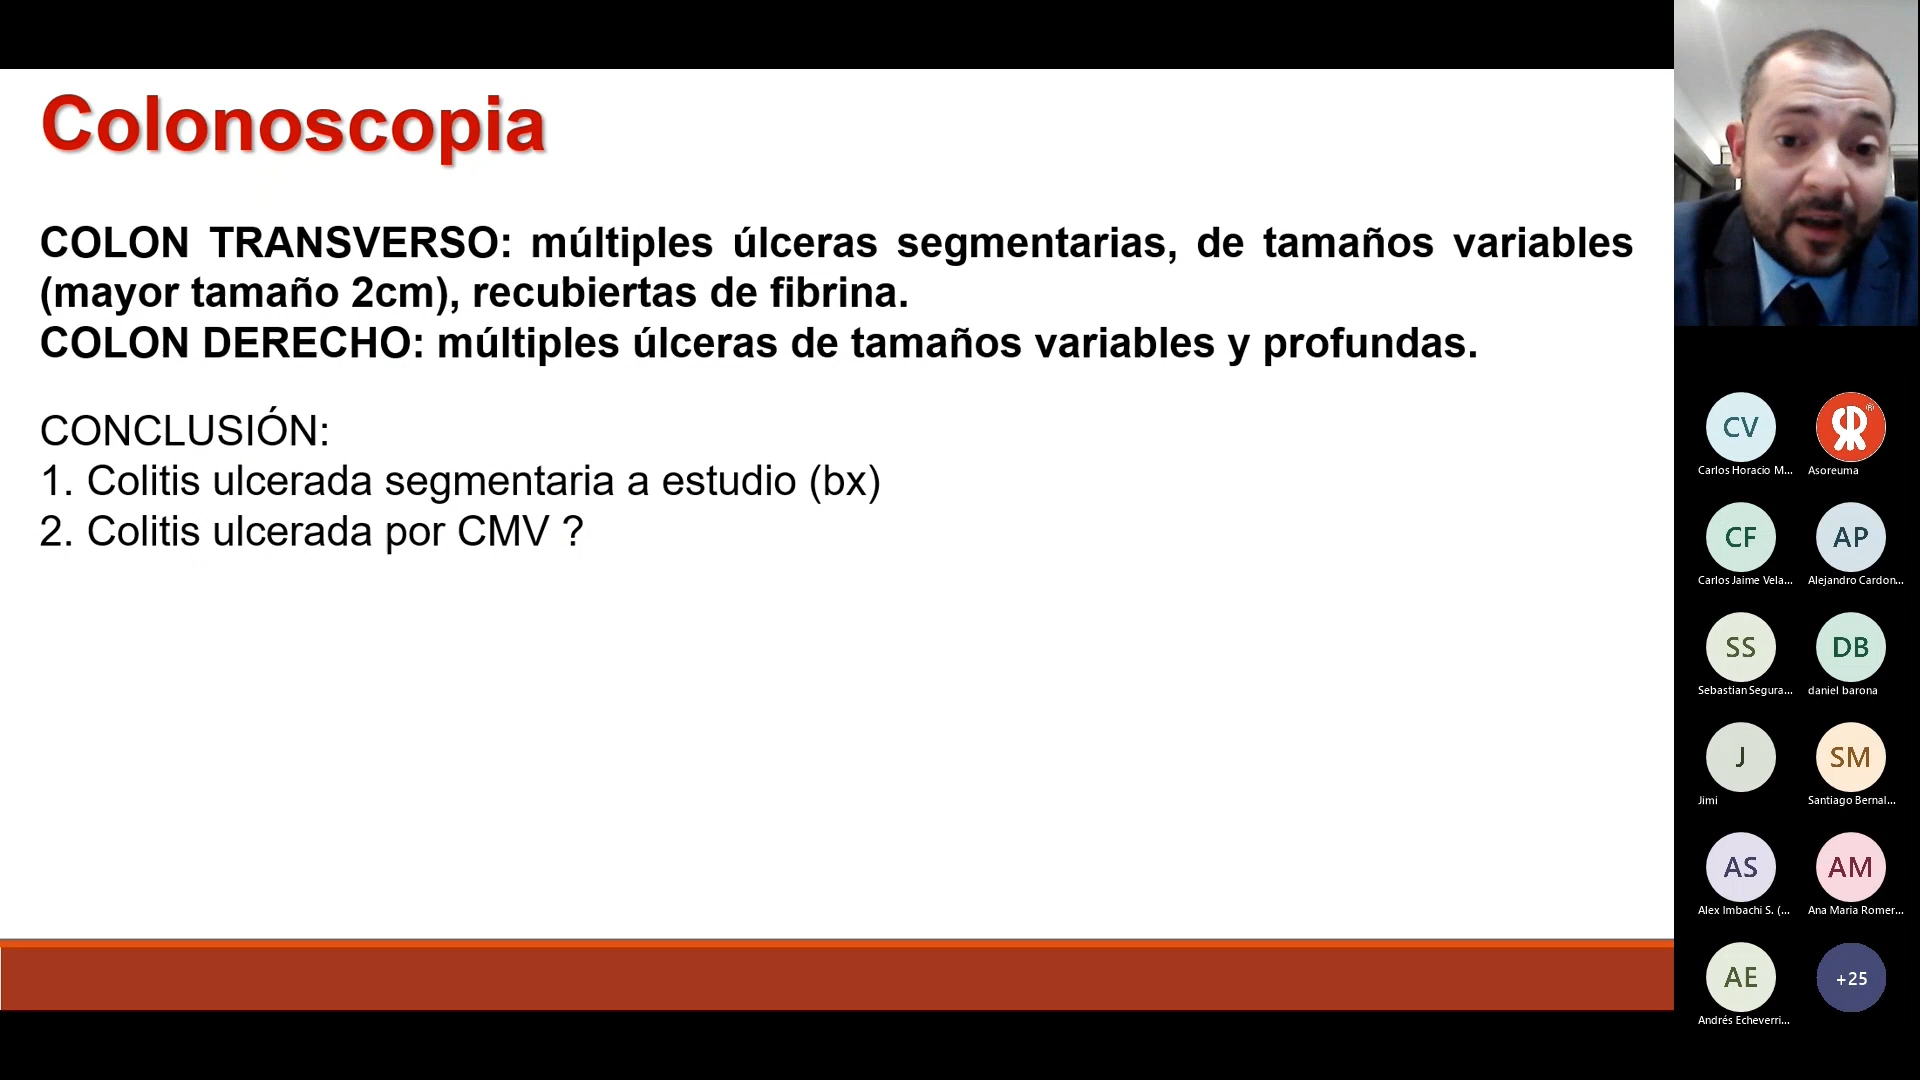 Colonoscopia
COLON TRANSVERSO: múltiples úlceras segmentarias, de tamaños variables
(mayor tamaño 2cm), recubiertas de fibrina.
COLON DERECHO: múltiples úlceras de tamaños variables y profundas.
CONCLUSIÓN:
1. Colitis ulcerada segmentaria a estudio (bx)
2. Colitis ulcerada por CMV ?
CV
Carlos Horacio M...
(R)
Asoreuma
CF
Carlos Jaime Vela...
AP
Alejandro Cardon...
SS
Sebastian Segura...
DB
daniel barona
J
Jimi
SM
Santiago Bernal...
AS
Alex Imbachi S. (...
AM
Ana Maria Romer...
AE
Andrés Echeverri...
+25